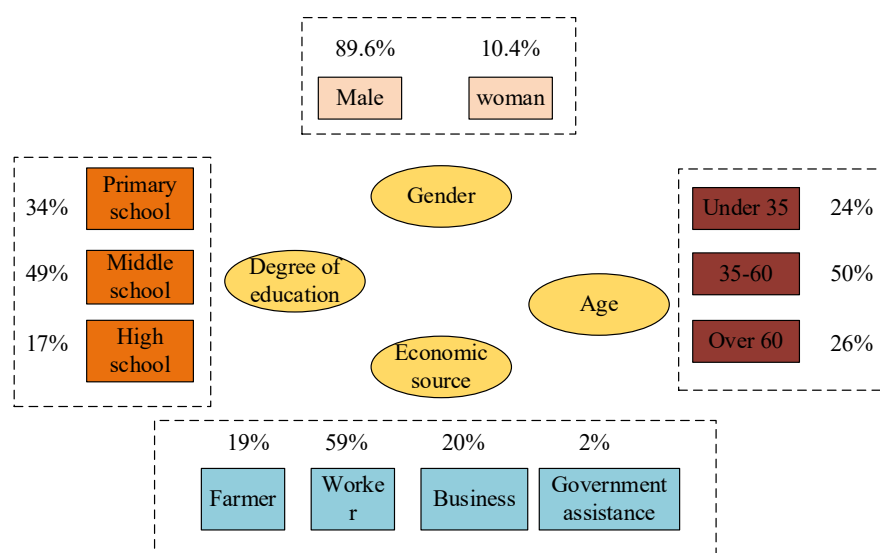 89.6% 10.4%
Male woman
Gender
34% Primary
school
49% Middle
school
17% High
school
Degree of
education
Age
Economic
source
Under 35 24%
35-60 50%
Over 60 26%
19% 59% 20% 2%
Farmer
Worke
r
Business
Government
assistance